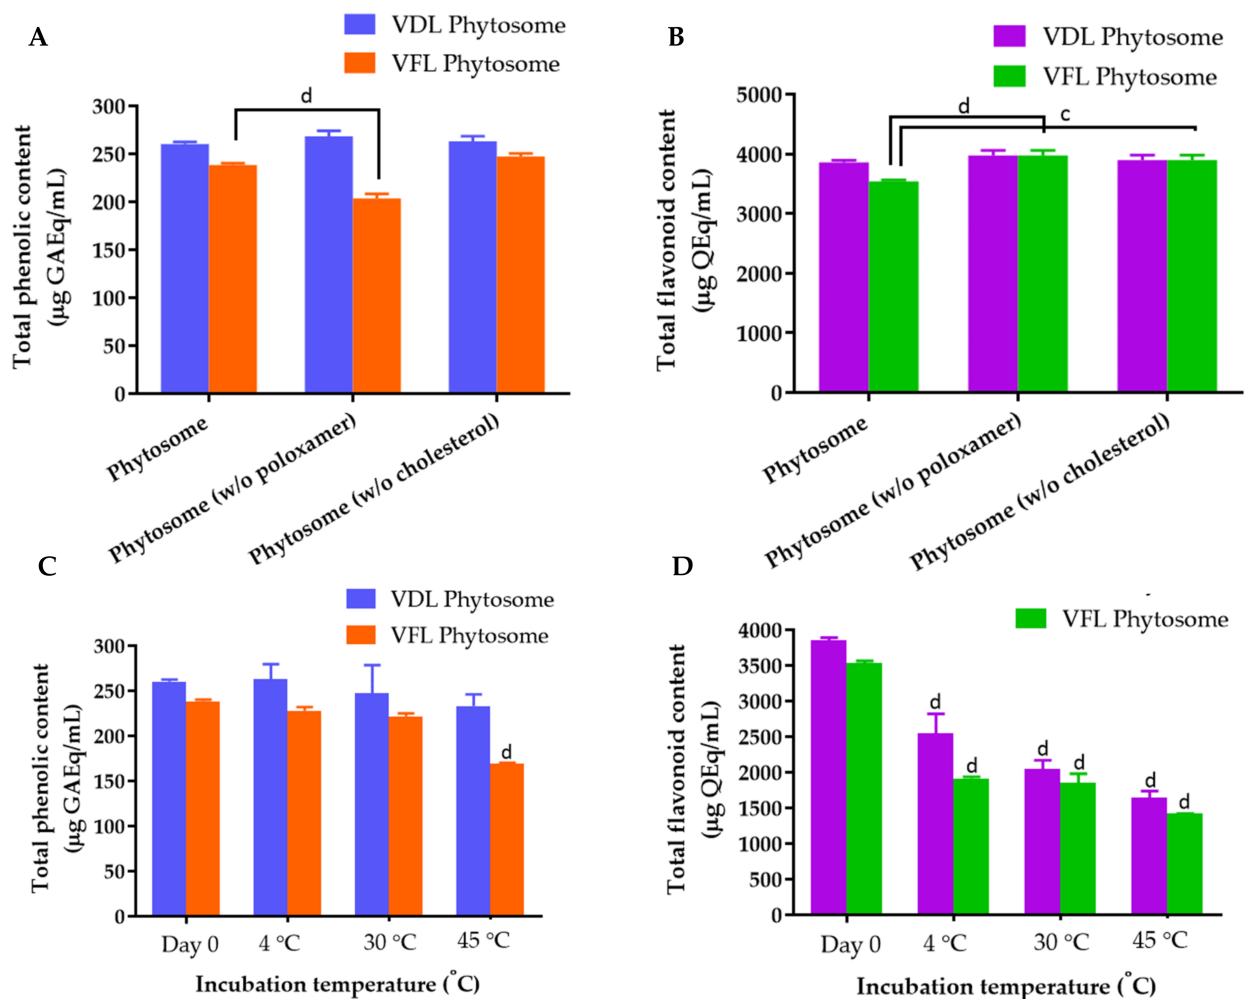 A
VDL Phytosome
VFL Phytosome
d
300
250
200
150
100
50
0
Total phenolic content
(µg GAEq/mL)
Phytosome
Phytosome (w/o poloxamer)
Phytosome (w/o cholesterol)
B
VDL Phytosome
VFL Phytosome
d
c
5000
4000
3000
2000
1000
0
Total flavonoid content
(µg QEq/mL)
Phytosome
Phytosome (w/o poloxamer)
Phytosome (w/o cholesterol)
C
VDL Phytosome
VFL Phytosome
300
250
200
150
100
50
0
Total phenolic content
(µg GAEq/mL)
d
Day 0
4 °C
30 °C
45 °C
Incubation temperature (°C)
D
VFL Phytosome
4000
3500
3000
2500
2000
1500
1000
500
0
Total flavonoid content
(µg QEq/mL)
d
d
d
d
d
d
Day 0
4 °C
30 °C
45 °C
Incubation temperature (°C)